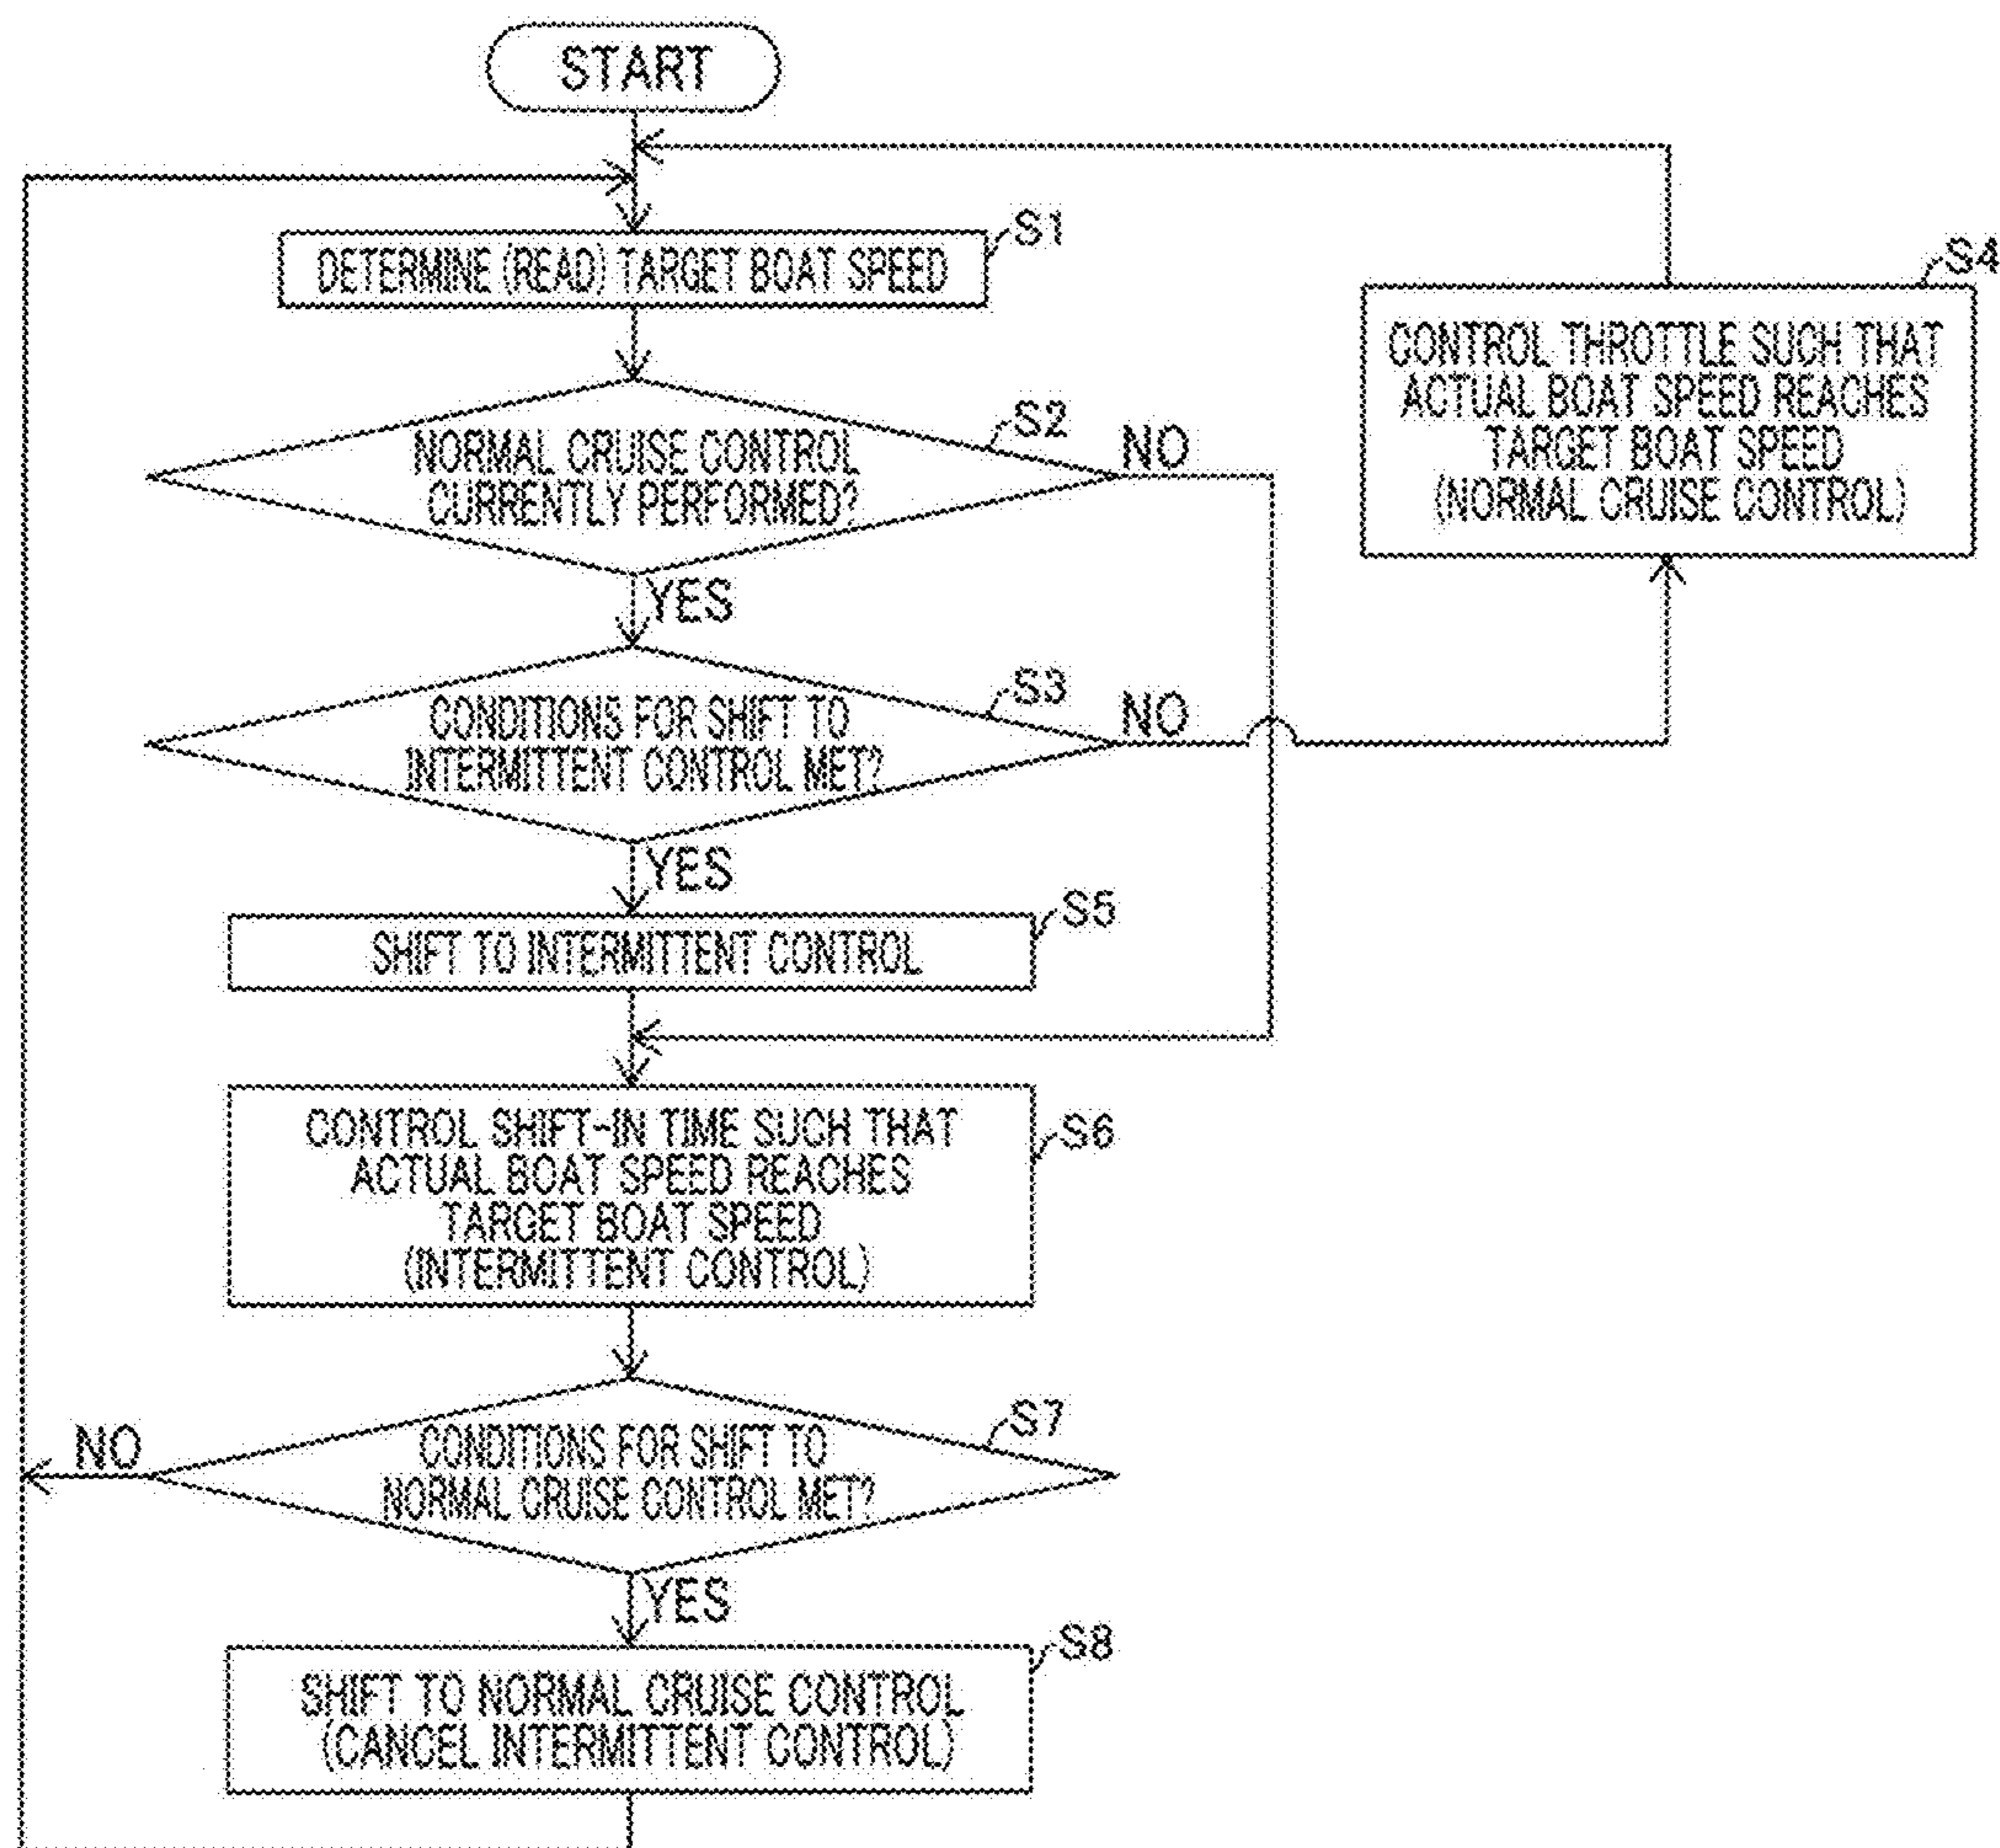 START
S1
DETERMINE (READ) TARGET BOAT SPEED
S2
NORMAL CRUISE CONTROL
CURRENTLY PERFORMED?
NO
YES
S3
CONDITIONS FOR SHIFT TO
INTERMITTENT CONTROL MET?
NO
YES
S4
CONTROL THROTTLE SUCH THAT
ACTUAL BOAT SPEED REACHES
TARGET BOAT SPEED
(NORMAL CRUISE CONTROL)
S5
SHIFT TO INTERMITTENT CONTROL
S6
CONTROL SHIFT-IN TIME SUCH THAT
ACTUAL BOAT SPEED REACHES
TARGET BOAT SPEED
(INTERMITTENT CONTROL)
S7
CONDITIONS FOR SHIFT TO
NORMAL CRUISE CONTROL MET?
NO
YES
S8
SHIFT TO NORMAL CRUISE CONTROL
(CANCEL INTERMITTENT CONTROL)